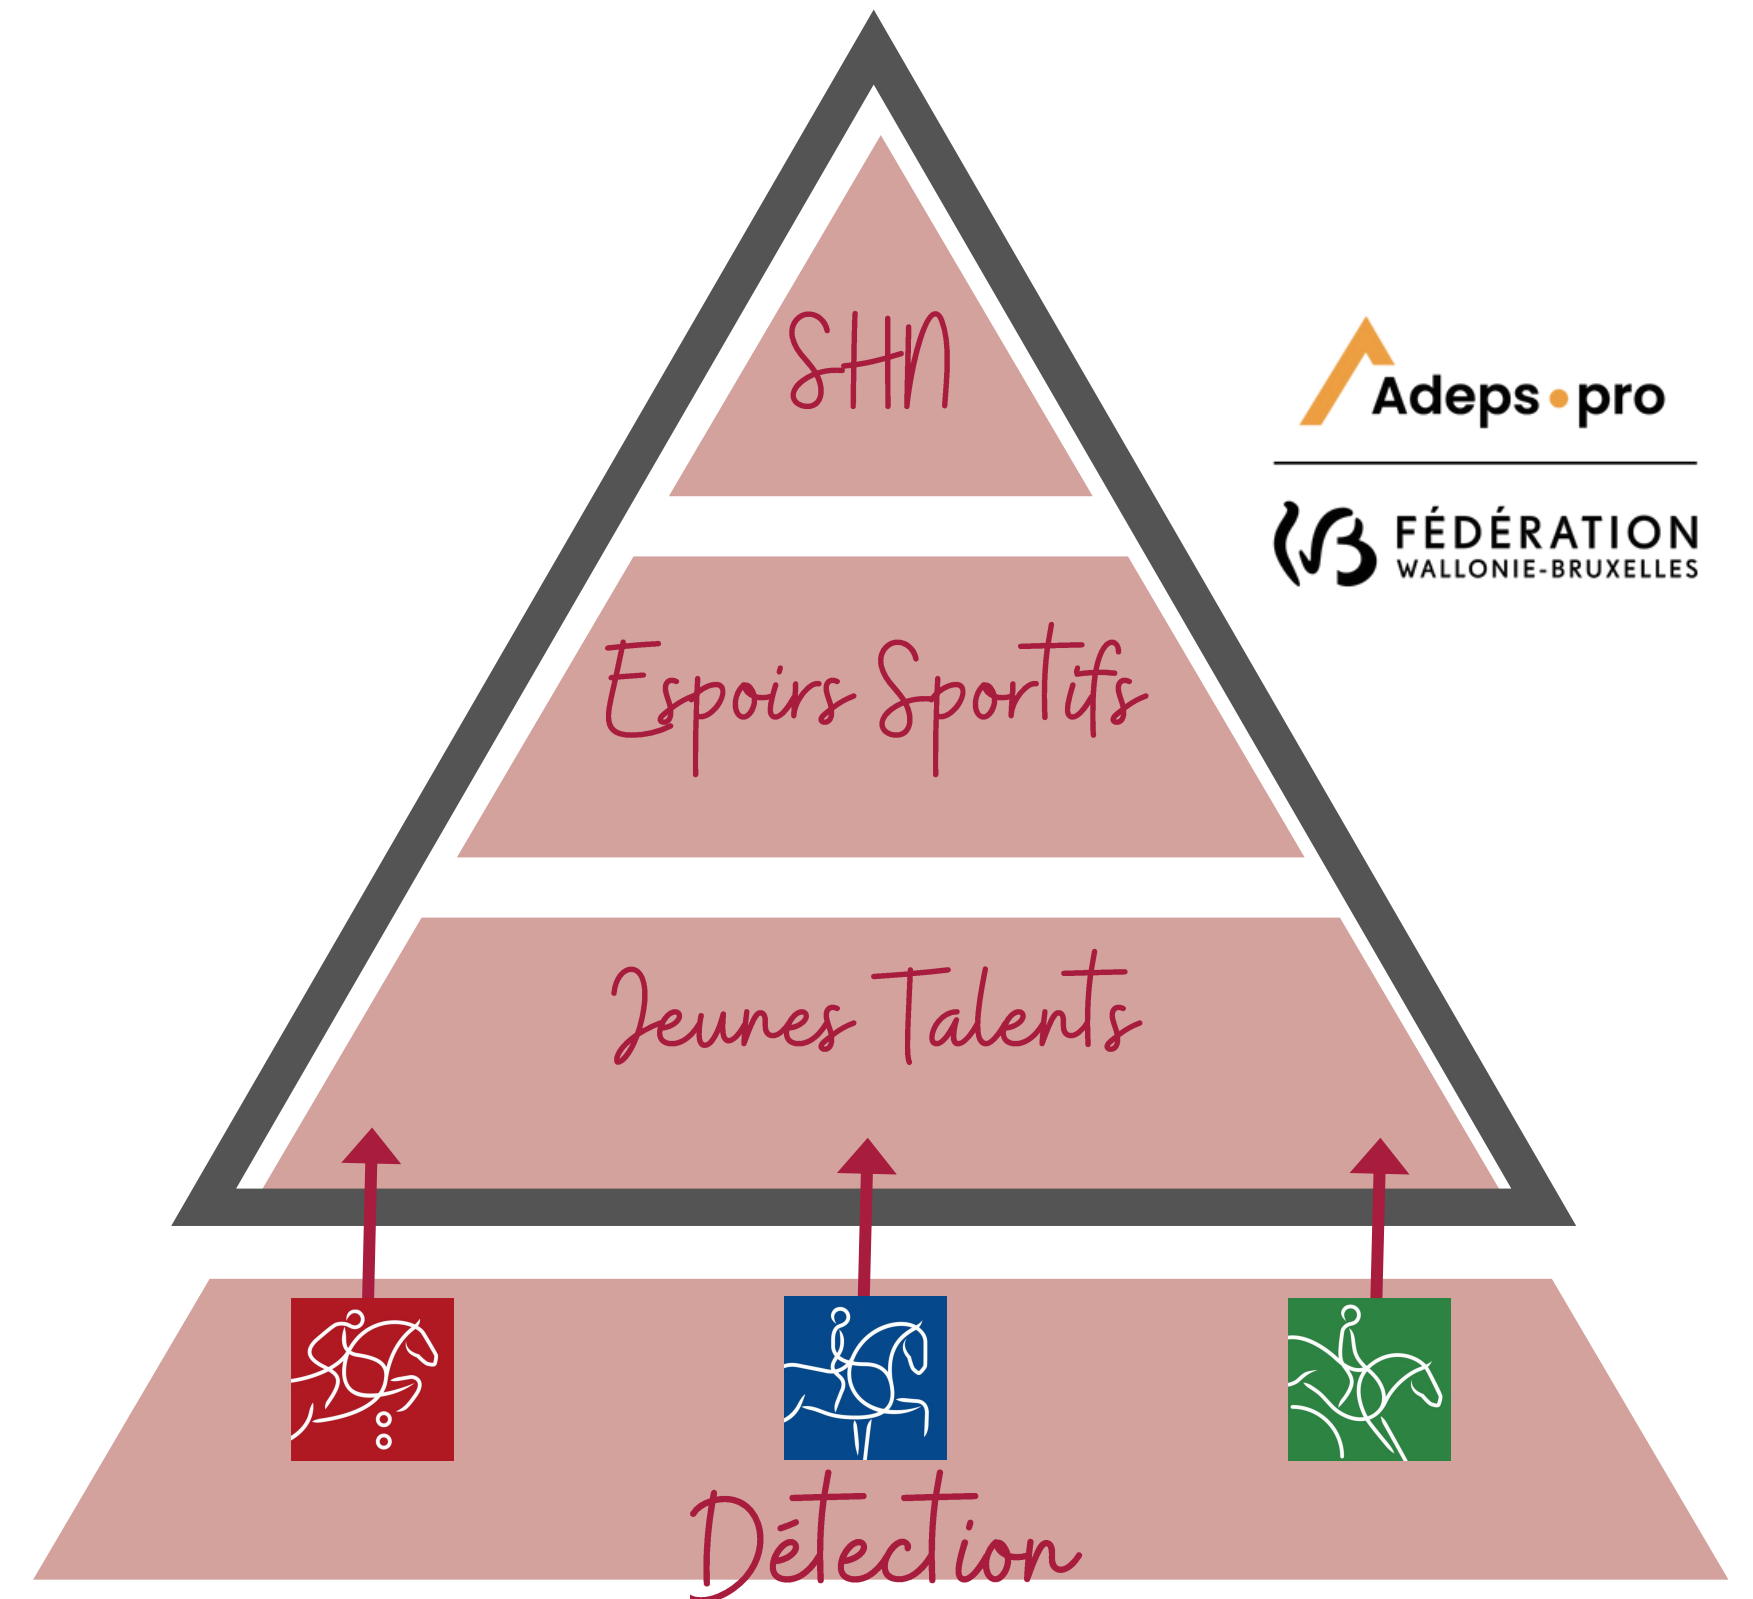 SHN
Adeps•pro
FÉDÉRATION
WALLONIE-BRUXELLES
Espoirs Sportifs
Jeunes Talents
Détection